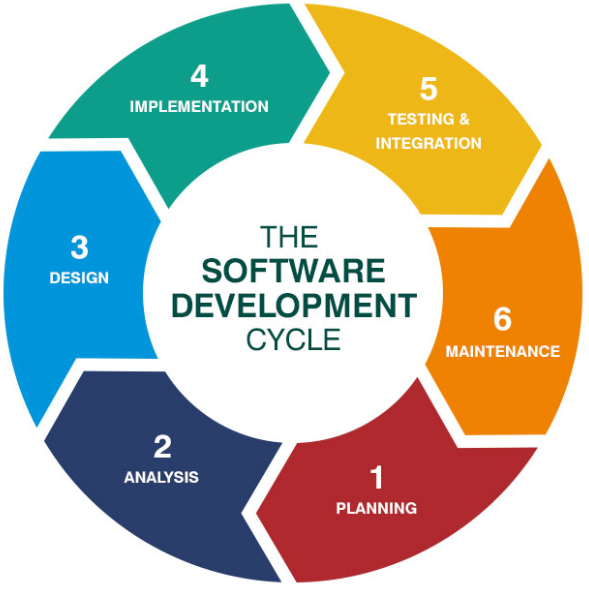 THE
SOFTWARE
DEVELOPMENT
CYCLE
1
PLANNING
2
ANALYSIS
3
DESIGN
4
IMPLEMENTATION
5
TESTING &
INTEGRATION
6
MAINTENANCE